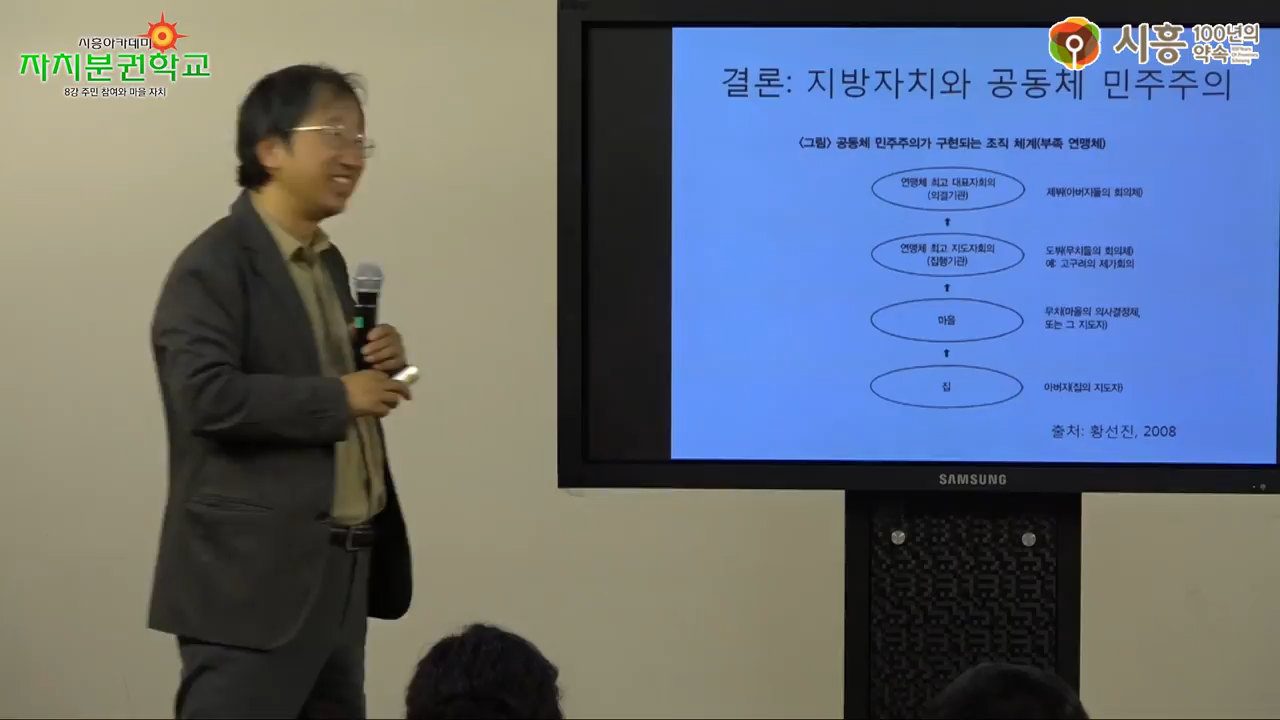 시흥아카데미
자치분권학교
8강 주민 참여와 마을 자치
시흥 100년의
약속
결론: 지방자치와 공동체 민주주의
<그림> 공동체 민주주의가 구현되는 조직 체계(부족 연맹체)
연맹체 최고 대표자회의
(의결기관)
제뷰(아버지들의 회의체)
연맹체 최고 지도자회의
(집행기관)
도뷰(무치들의 회의체)
예: 고구려의 제가회의
마을
무치(마을의 의사결정체,
또는 그 지도자)
집
아버지(집의 지도자)
출처: 황선진, 2008
SAMSUNG